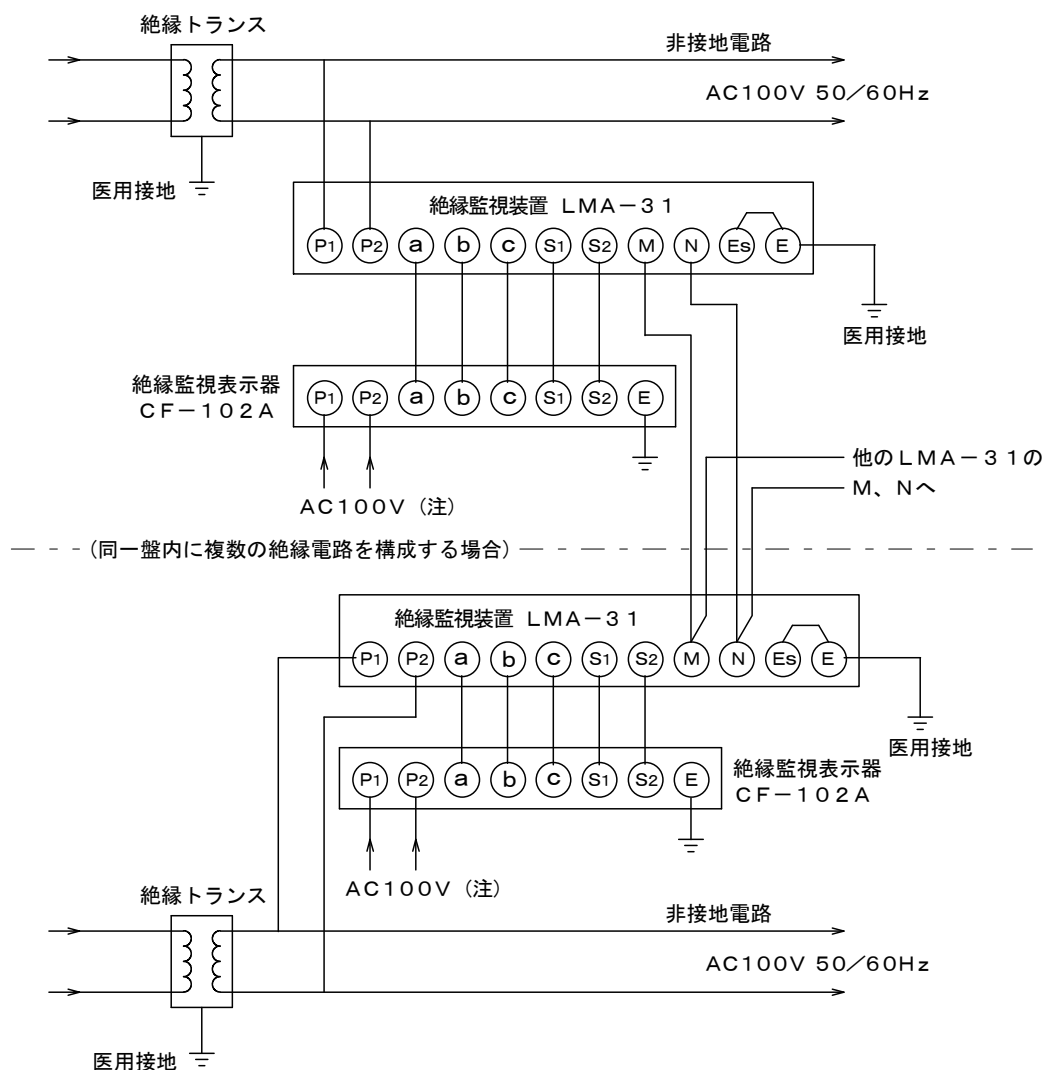 絶縁トランス
非接地電路
AC100V 50/60Hz
医用接地
絶縁監視装置 LMA-31
P1 P2 a b c S1 S2 M N Es E
医用接地
絶縁監視表示器
CF-102A
P1 P2 a b c S1 S2 E
他のLMA-31の
M、Nへ
AC100V (注)
(同一盤内に複数の絶縁電路を構成する場合)
絶縁監視装置 LMA-31
P1 P2 a b c S1 S2 M N Es E
医用接地
絶縁監視表示器
CF-102A
P1 P2 a b c S1 S2 E
AC100V (注)
絶縁トランス
非接地電路
AC100V 50/60Hz
医用接地